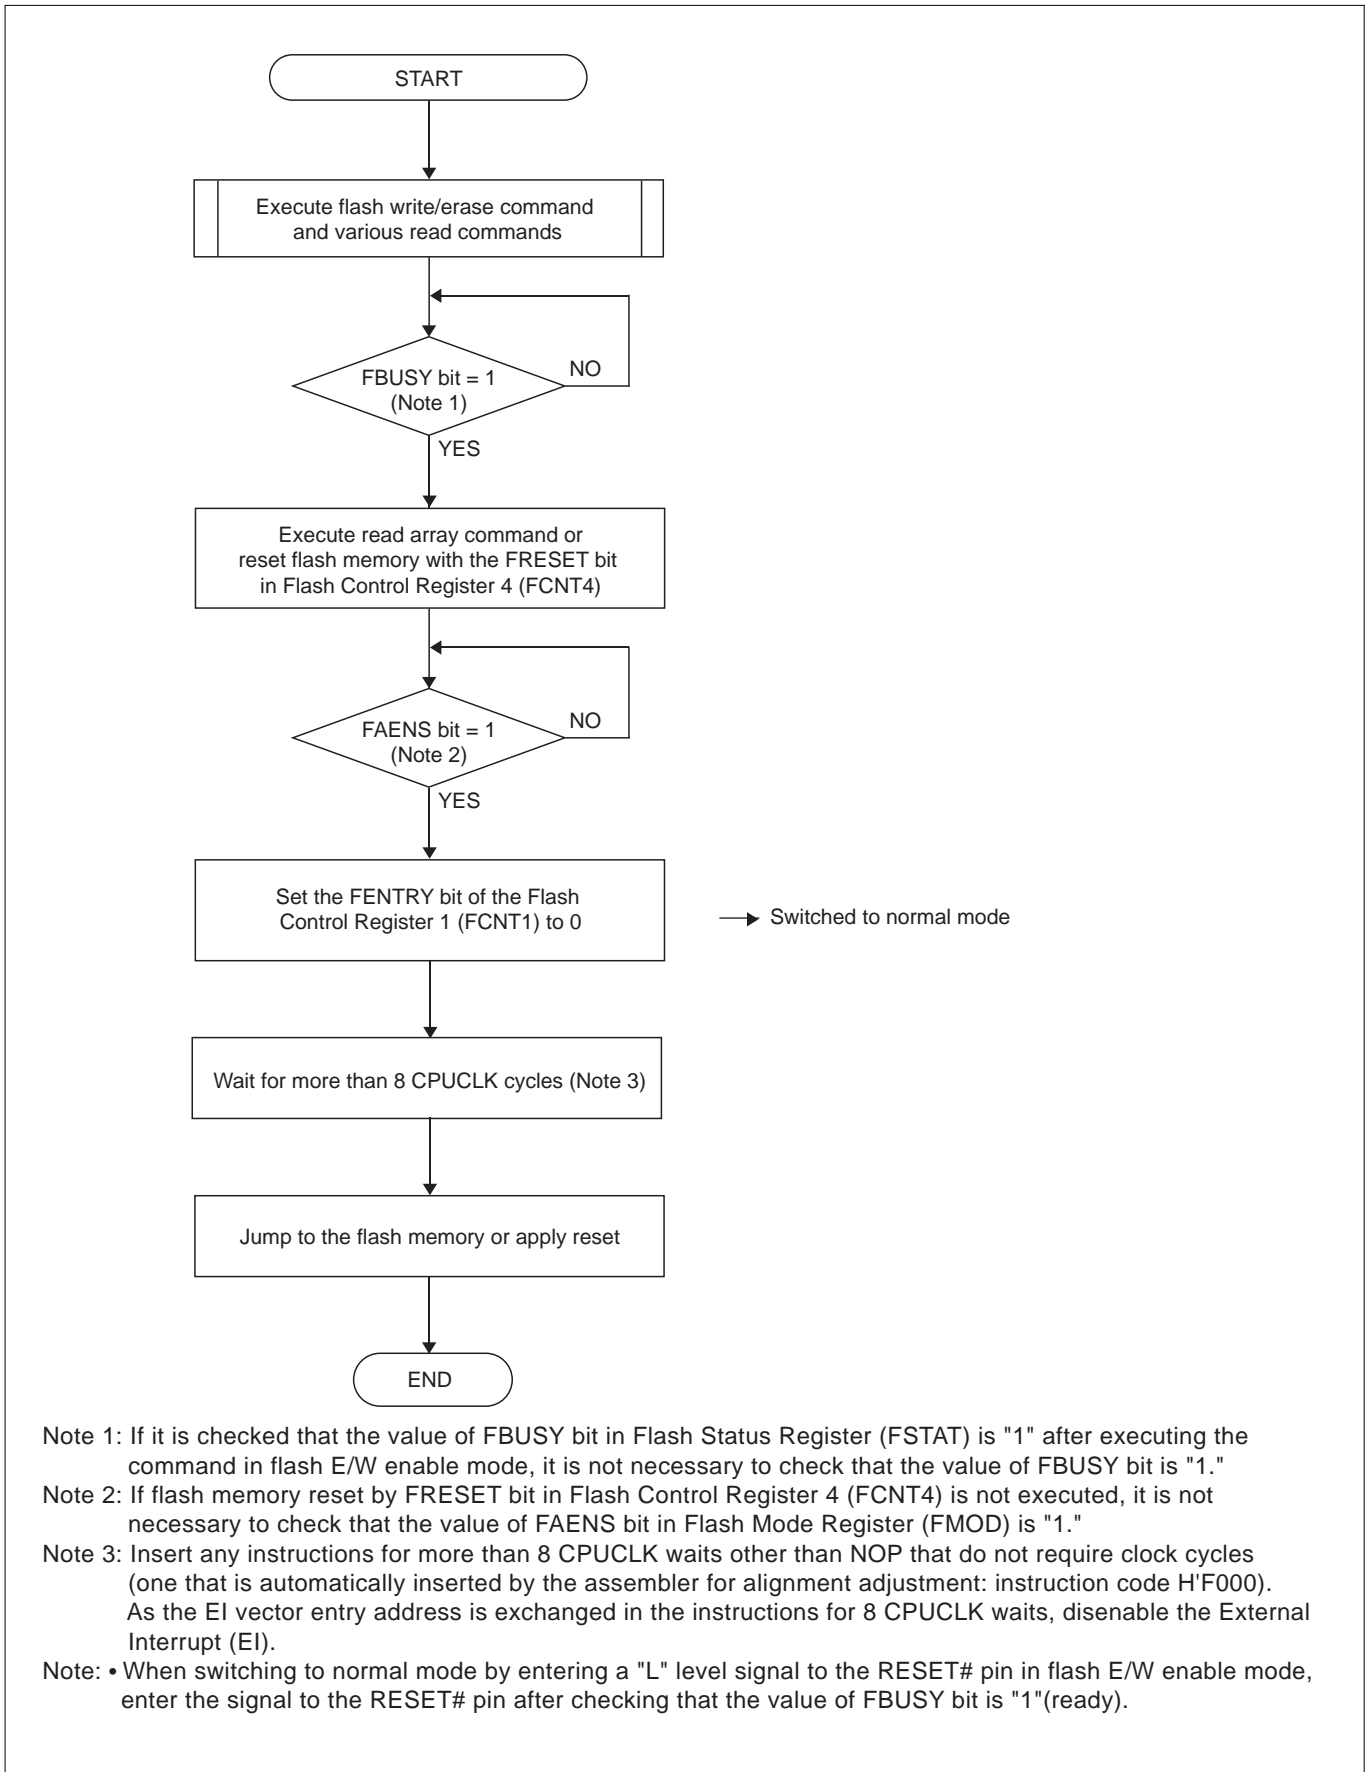 START
Execute flash write/erase command
and various read commands
FBUSY bit = 1
(Note 1)
NO
YES
Execute read array command or
reset flash memory with the FRESET bit
in Flash Control Register 4 (FCNT4)
FAENS bit = 1
(Note 2)
NO
YES
Set the FENTRY bit of the Flash
Control Register 1 (FCNT1) to 0
Switched to normal mode
Wait for more than 8 CPUCLK cycles (Note 3)
Jump to the flash memory or apply reset
END
Note 1: If it is checked that the value of FBUSY bit in Flash Status Register (FSTAT) is "1" after executing the
command in flash E/W enable mode, it is not necessary to check that the value of FBUSY bit is "1."
Note 2: If flash memory reset by FRESET bit in Flash Control Register 4 (FCNT4) is not executed, it is not
necessary to check that the value of FAENS bit in Flash Mode Register (FMOD) is "1."
Note 3: Insert any instructions for more than 8 CPUCLK waits other than NOP that do not require clock cycles
(one that is automatically inserted by the assembler for alignment adjustment: instruction code H'F000).
As the EI vector entry address is exchanged in the instructions for 8 CPUCLK waits, disenable the External
Interrupt (EI).
Note: • When switching to normal mode by entering a "L" level signal to the RESET# pin in flash E/W enable mode,
enter the signal to the RESET# pin after checking that the value of FBUSY bit is "1"(ready).